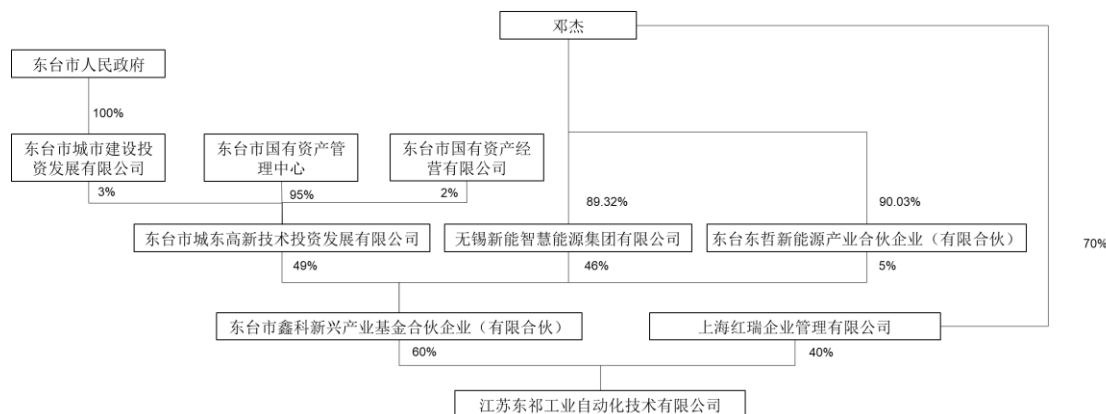 邓杰
东台市人民政府
100%
东台市城市建设投
资发展有限公司
东台市国有资产管
理中心
东台市国有资产经
营有限公司
3%
95%
2%
89.32%
90.03%
东台市城东高新技术投资发展有限公司
无锡新能智慧能源集团有限公司
东台东哲新能源产业合伙企业（有限合伙）
70%
49%
46%
5%
东台市鑫科新兴产业基金合伙企业（有限合伙）
上海红瑞企业管理有限公司
60%
40%
江苏东祁工业自动化技术有限公司